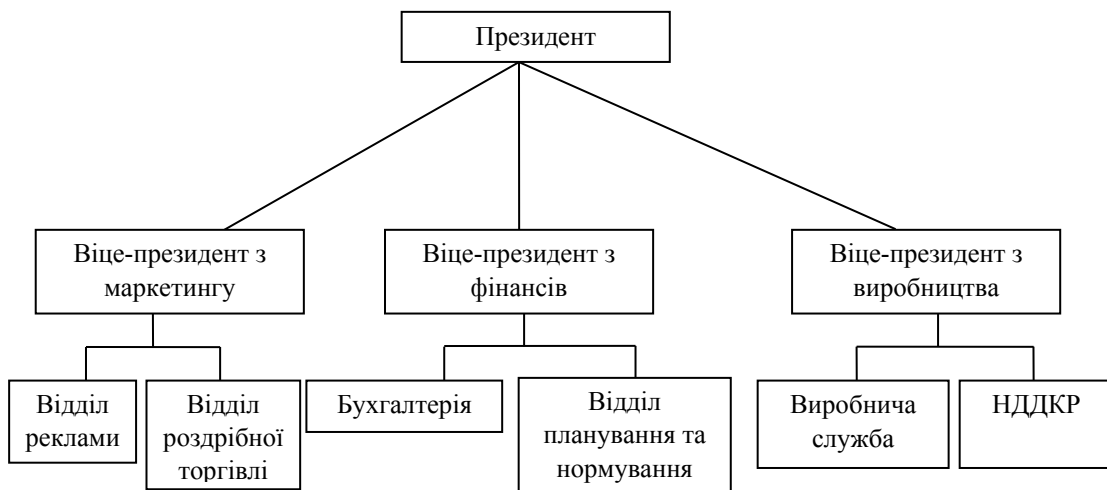 Президент
Віце-президент з
маркетингу
Віце-президент з
фінансів
Віце-президент з
виробництва
Відділ
реклами
Відділ
роздрібної
торгівлі
Бухгалтерія
Відділ
планування та
нормування
Виробнича
служба
НДДКР